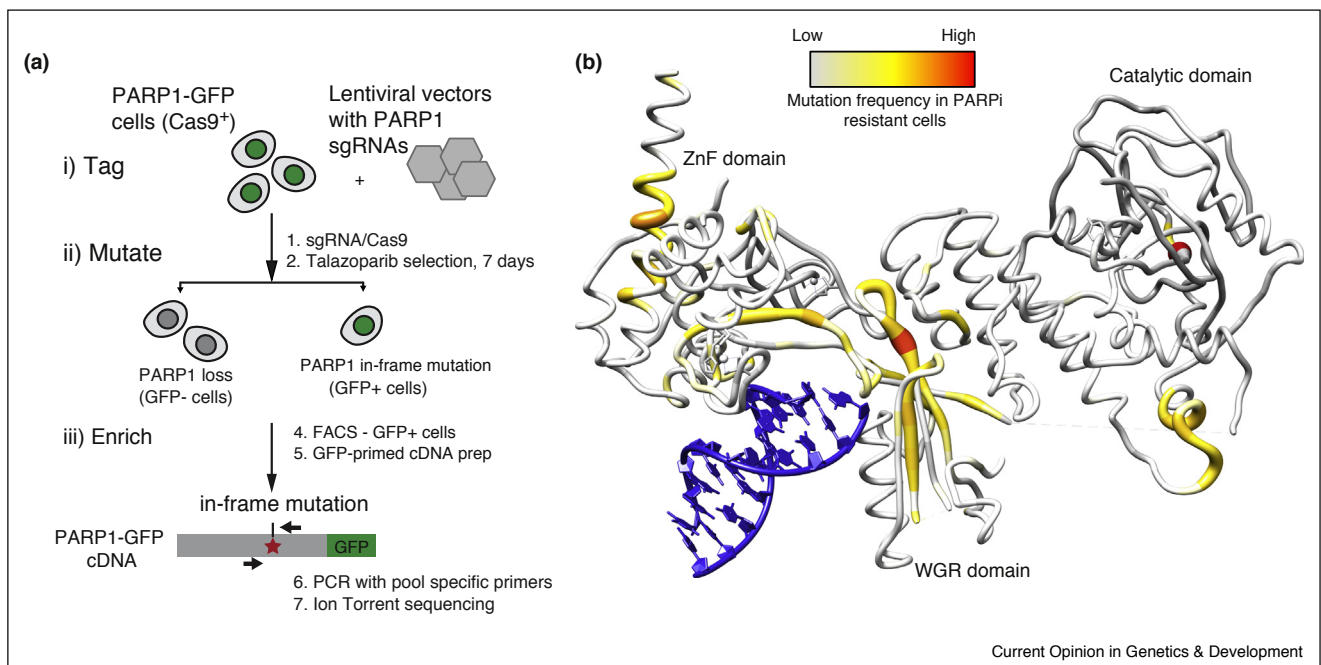 (a)
PARP1-GFP
cells (Cas9⁺)
Lentiviral vectors
with PARP1
sgRNAs
i) Tag
+
ii) Mutate
1. sgRNA/Cas9
2. Talazoparib selection, 7 days
PARP1 loss
(GFP- cells)
PARP1 in-frame mutation
(GFP+ cells)
iii) Enrich
4. FACS - GFP+ cells
5. GFP-primed cDNA prep
in-frame mutation
PARP1-GFP
cDNA
GFP
6. PCR with pool specific primers
7. Ion Torrent sequencing
(b)
Low
High
Mutation frequency in PARPi
resistant cells
Catalytic domain
ZnF domain
WGR domain
Current Opinion in Genetics & Development